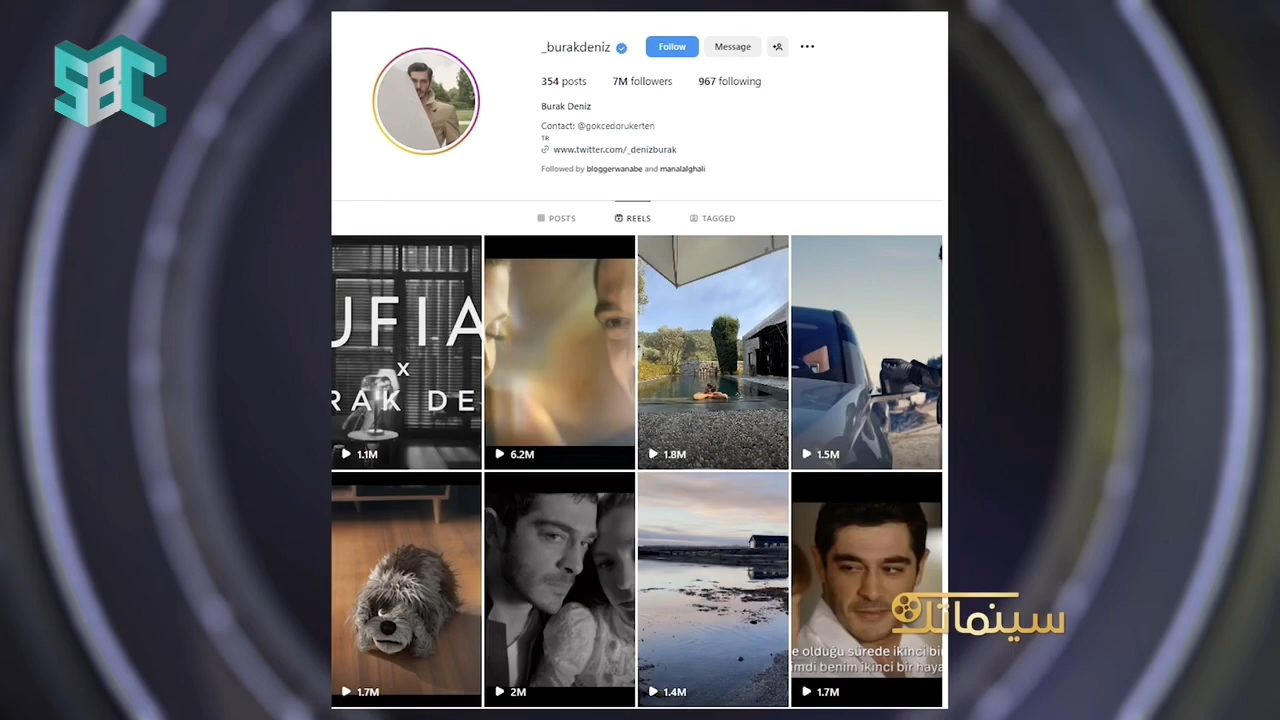 SBC
_burakdeniz
Follow
Message
354 posts 7M followers 967 following
Burak Deniz
Contact: @gokcedorukerten
TR
www.twitter.com/_denizburak
Followed by bloggerwanabe and manalalghali
POSTS REELS TAGGED
UFIA
x
RAK DE
1.1M
6.2M
1.8M
1.5M
1.7M
2M
1.4M
e olduğu sürede ikinci bi
imdi benim ikinci bir haya
1.7M
سينماتك